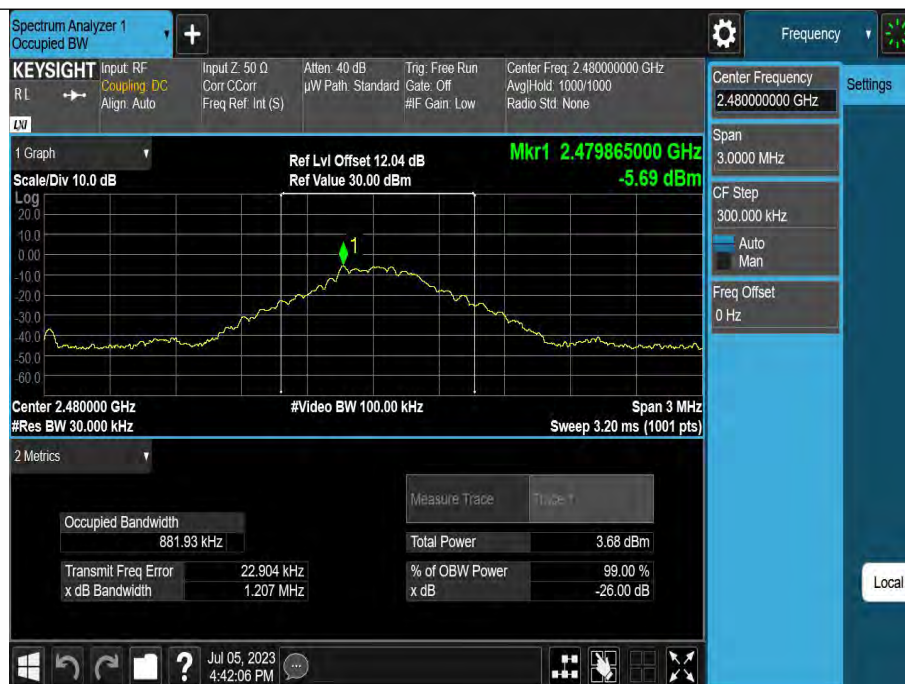 Spectrum Analyzer 1
Occupied BW
Frequency
KEYSIGHT
RL
LXI
Input: RF
Coupling: DC
Align: Auto
Input Z: 50 Ω
Corr CCorr
Freq Ref: Int (S)
Atten: 40 dB
µW Path: Standard
Trig: Free Run
Gate: Off
#IF Gain: Low
Center Freq: 2.480000000 GHz
Avg|Hold: 1000/1000
Radio Std: None
Center Frequency
2.480000000 GHz
Settings
Span
3.0000 MHz
CF Step
300.000 kHz
Auto
Man
Freq Offset
0 Hz
Local
1 Graph
Scale/Div 10.0 dB
Ref Lvl Offset 12.04 dB
Ref Value 30.00 dBm
Mkr1 2.479865000 GHz
-5.69 dBm
Log
20.0
10.0
0.00
-10.0
-20.0
-30.0
-40.0
-50.0
-60.0
1
Center 2.480000 GHz
#Res BW 30.000 kHz
#Video BW 100.00 kHz
Span 3 MHz
Sweep 3.20 ms (1001 pts)
2 Metrics
Measure Trace
Trace 1
Occupied Bandwidth
881.93 kHz
Total Power 3.68 dBm
Transmit Freq Error 22.904 kHz
% of OBW Power 99.00 %
x dB Bandwidth 1.207 MHz
x dB -26.00 dB
Jul 05, 2023
4:42:06 PM